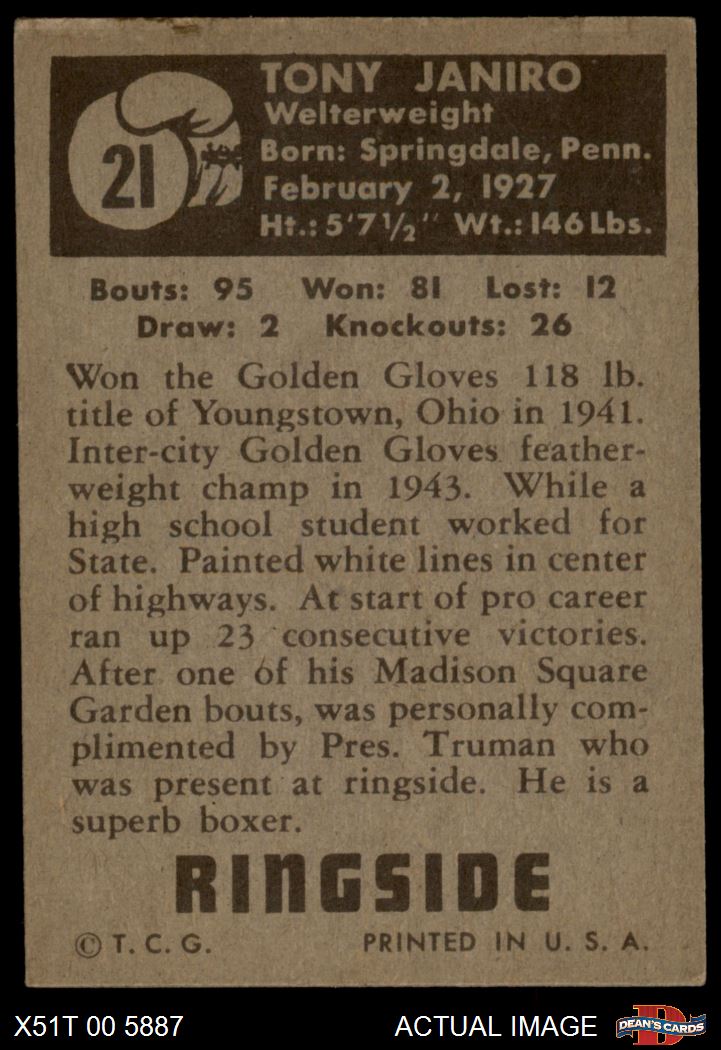 21
TONY JANIRO
Welterweight
Born: Springdale, Penn.
February 2, 1927
Ht.: 5'7½" Wt.: 146 Lbs.
Bouts: 95 Won: 81 Lost: 12
Draw: 2 Knockouts: 26
Won the Golden Gloves 118 lb.
title of Youngstown, Ohio in 1941.
Inter-city Golden Gloves feather-
weight champ in 1943. While a
high school student worked for
State. Painted white lines in center
of highways. At start of pro career
ran up 23 consecutive victories.
After one of his Madison Square
Garden bouts, was personally com-
plimented by Pres. Truman who
was present at ringside. He is a
superb boxer.
RINGSIDE
© T. C. G. PRINTED IN U. S. A.
X51T 00 5887 ACTUAL IMAGE D DEAN'S CARDS